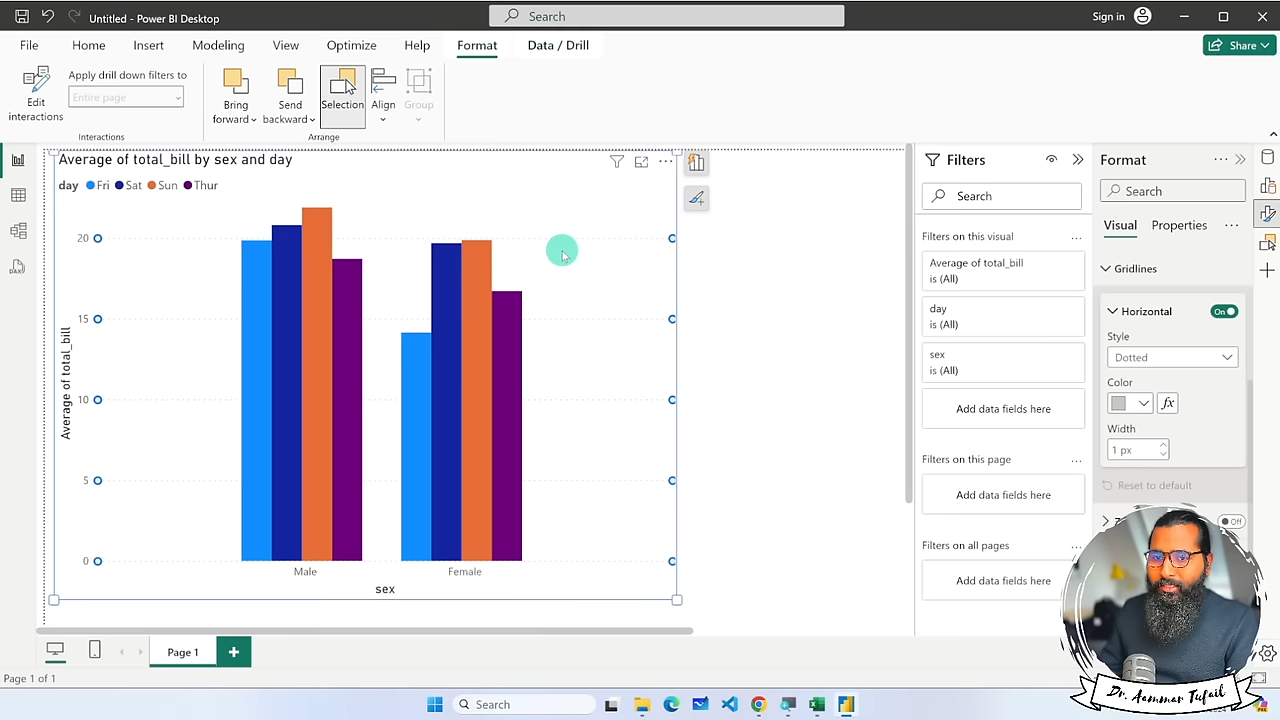 Untitled - Power BI Desktop
Search
Sign in
File
Home
Insert
Modeling
View
Optimize
Help
Format
Data / Drill
Share
Edit interactions
Apply drill down filters to
Entire page
Interactions
Bring forward
Send backward
Selection
Align
Group
Arrange
Average of total_bill by sex and day
day Fri Sat Sun Thur
20
15
10
5
0
Average of total_bill
Male
Female
sex
Filters
Search
Filters on this visual
Average of total_bill
is (All)
day
is (All)
sex
is (All)
Add data fields here
Filters on this page
Add data fields here
Filters on all pages
Add data fields here
Format
Search
Visual
Properties
Gridlines
Horizontal
On
Style
Dotted
Color
fx
Width
1 px
Reset to default
Off
Page 1
Page 1 of 1
Search
Dr. Aammar Tufail